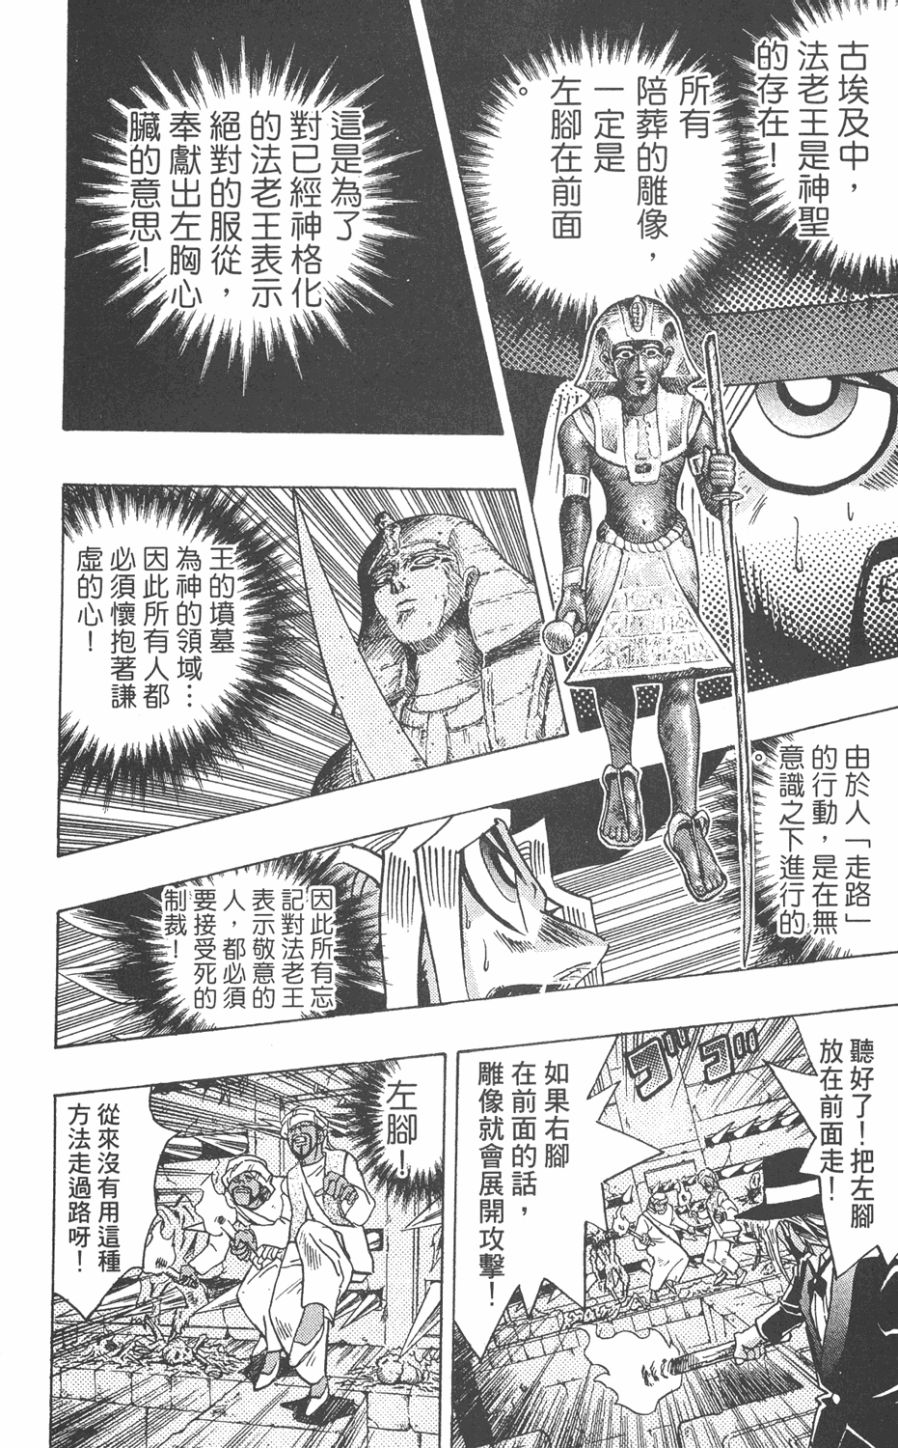 古埃及中，
法老王是神聖
的存在！
所有
陪葬的雕像，
一定是
左腳在前面
。
這是為了
對已經神格化
的法老王表示
絕對的服從，
奉獻出左胸心
臟的意思！
王的墳墓
為神的領域…
因此所有人都
必須懷抱著謙
虛的心！
由於人「走路」
的行動，是在無
意識之下進行的
。
因此所有忘
記對法老王
表示敬意的
人，都必須
要接受死的
制裁！
聽好了！把左腳
放在前面走！
如果右腳
在前面的話，
雕像就會展開攻擊！
ゴゴ
左腳！
從來沒有用這種
方法走過路呀！